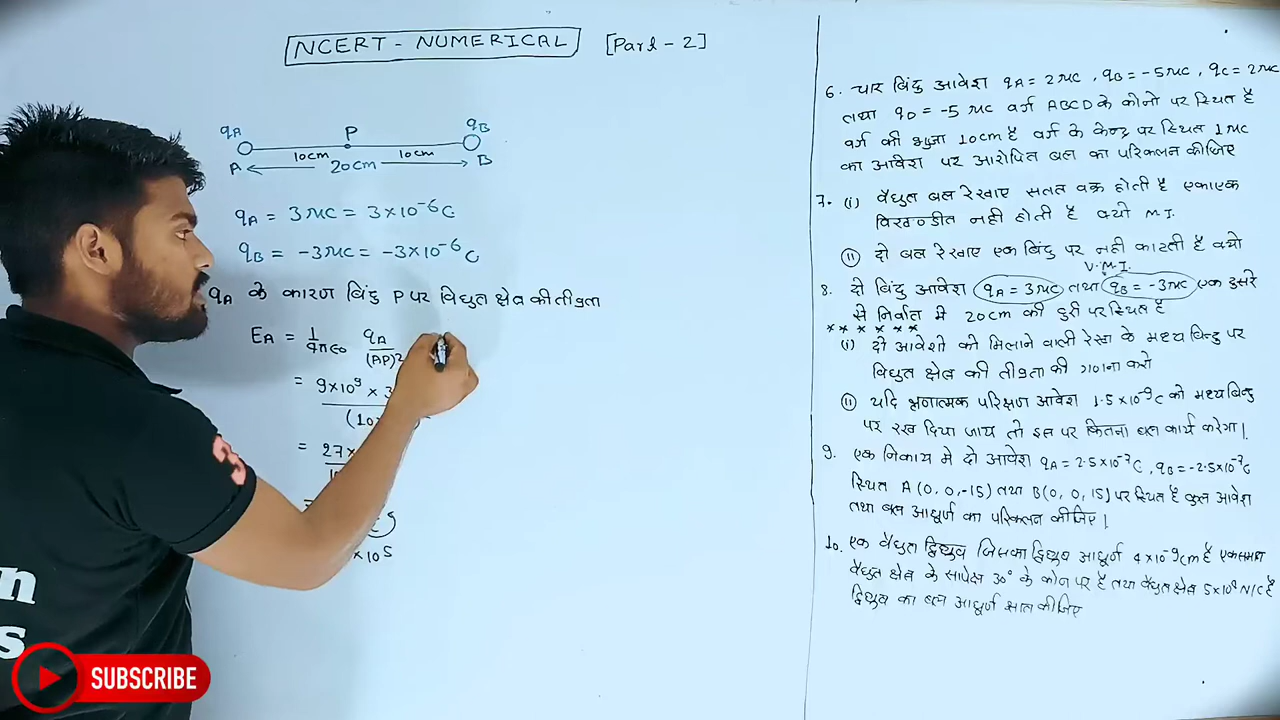 NCERT - NUMERICAL [Part - 2]
qA P qB
10cm 10cm
A 20cm B
qA = 3μC = 3×10⁻⁶C
qB = -3μC = -3×10⁻⁶C
qA के कारण बिंदु P पर विधुत क्षेत्र की तीव्रता
EA = 1/4π∈0 qA/(AP)2
= 9×10⁹ × 3
(10
= 27×
×10⁵
6. चार बिंदु आवेश qA = 2μC, qB = -5μC, qC = 2μC
तथा qD = -5 μC वर्ग ABCD के कोनो पर स्थित है
वर्ग की भुजा 10cm है वर्ग के केन्द्र पर स्थित 1μC
का आवेश पर आरोपित बल का परिकलन कीजिए
7. (i) वैधुत बल रेखाए सतत वक्र होती है एकाएक
विखण्डीत नही होती है क्यो M.I.
(ii) दो बल रेखाए एक बिंदु पर नही काटती है क्यो
V.M.I.
8. दो बिंदु आवेश qA = 3μC तथा qB = -3μC एक दुसरे
से निर्वात मे 20cm की दुरी पर स्थित है
××××××
(i) दो आवेशो को मिलाने वाली रेखा के मध्य बिन्दु पर
विधुत क्षेत्र की तीव्रता की गणना करो
(ii) यदि ऋणात्मक परिक्षण आवेश 1.5×10⁻⁹C को मध्य बिन्दु
पर रख दिया जाय तो इस पर कितना बल कार्य करेगा।
9. एक निकाय मे दो आवेश qA = 2.5×10⁻⁷C, qB = -2.5×10⁻⁷C
स्थित A (0, 0, -15) तथा B(0, 0, 15) पर स्थित है कुल आवेश
तथा बल आधूर्ण का परिकलन कीजिए।
10. एक वैधुत द्विध्रुव जिसका द्विध्रुव आधूर्ण 4×10⁻⁹cm है एकसमान
वैधुत क्षेत्र के सापेक्ष 30° के कोन पर है तथा वैधुत क्षेत्र 5×10⁴ N/C है
द्विध्रुव का बल आधूर्ण ज्ञात कीजिए
SUBSCRIBE